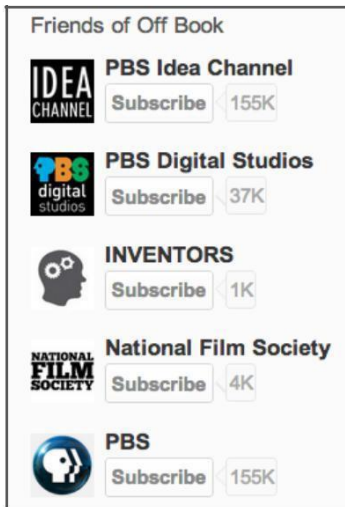 Friends of Off Book
IDEA
CHANNEL
PBS Idea Channel
Subscribe 155K
PBS
digital
studios
PBS Digital Studios
Subscribe 37K
INVENTORS
Subscribe 1K
NATIONAL
FILM
SOCIETY
National Film Society
Subscribe 4K
PBS
Subscribe 155K